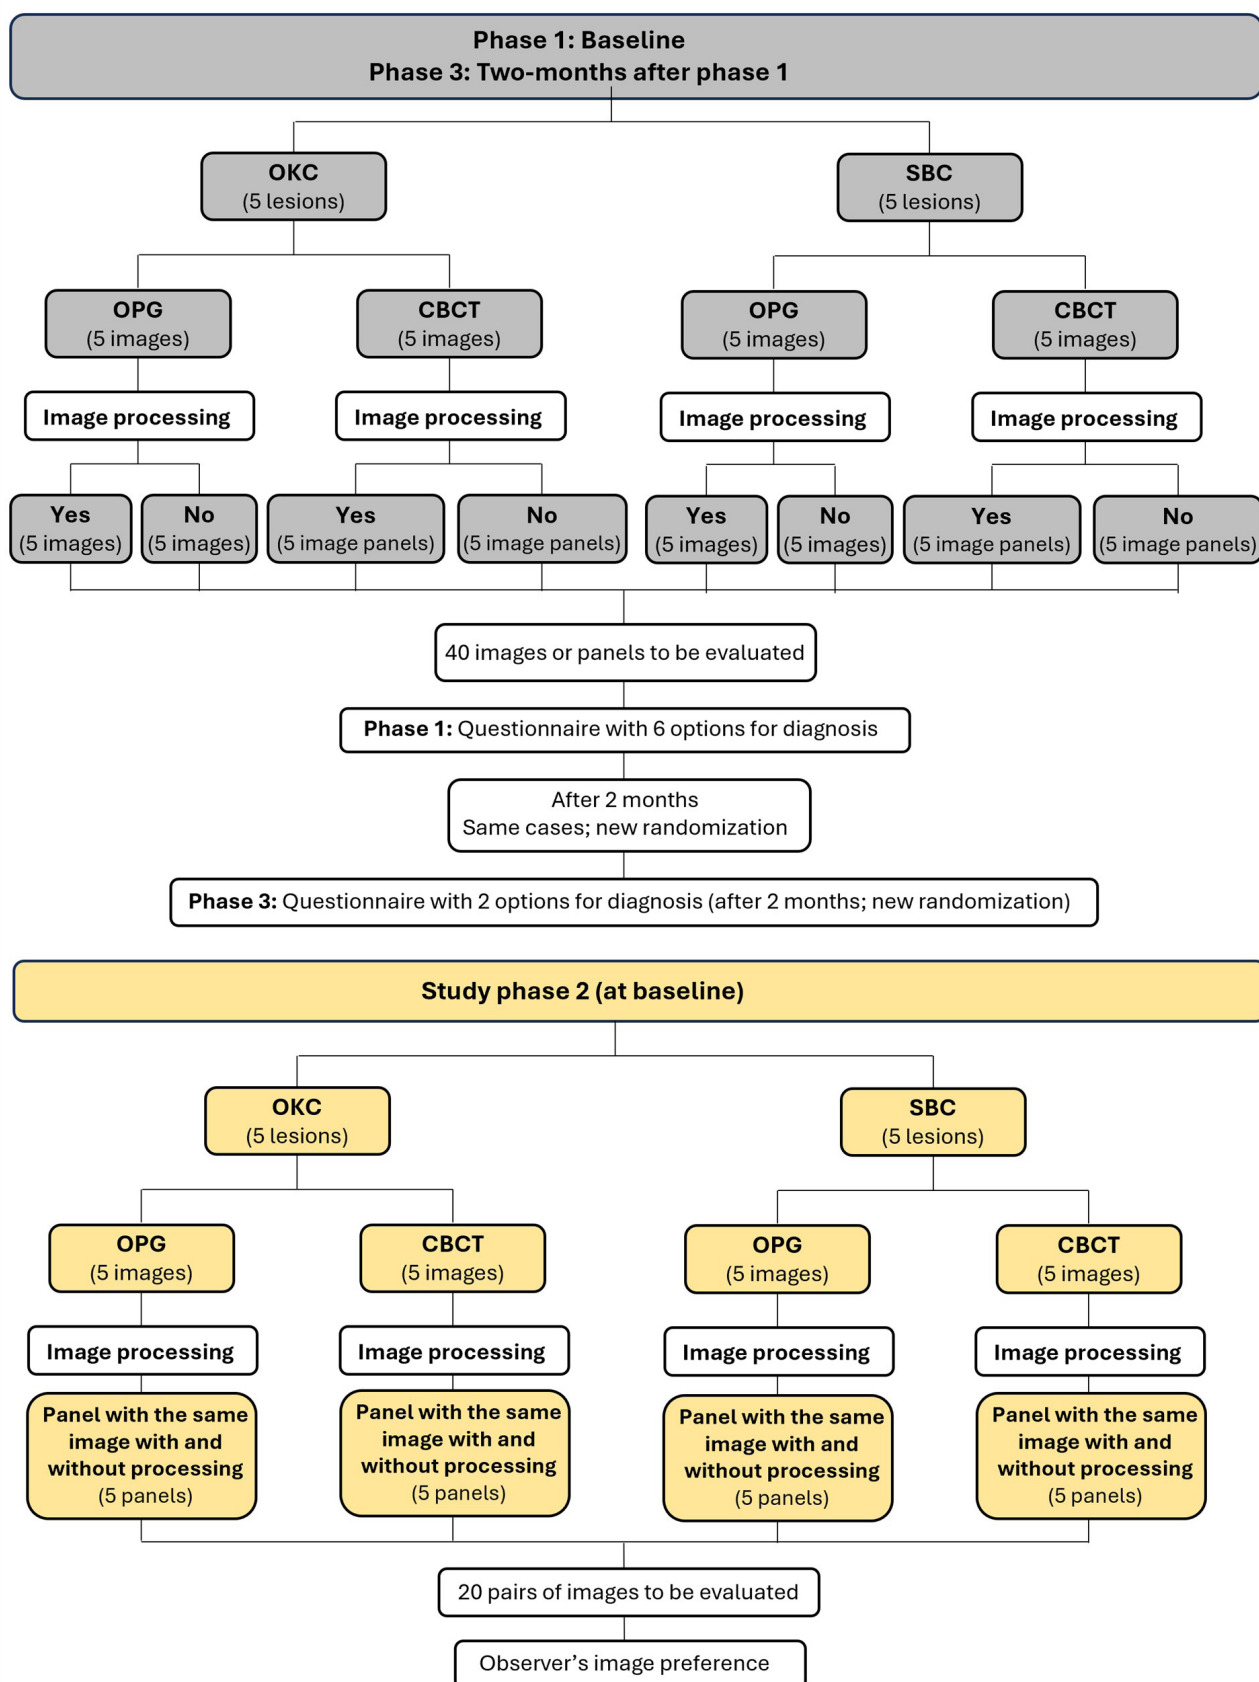 Phase 1: Baseline
Phase 3: Two-months after phase 1
OKC
(5 lesions)
SBC
(5 lesions)
OPG
(5 images)
CBCT
(5 images)
OPG
(5 images)
CBCT
(5 images)
Image processing
Image processing
Image processing
Image processing
Yes
(5 images)
No
(5 images)
Yes
(5 image panels)
No
(5 image panels)
Yes
(5 images)
No
(5 images)
Yes
(5 image panels)
No
(5 image panels)
40 images or panels to be evaluated
Phase 1: Questionnaire with 6 options for diagnosis
After 2 months
Same cases; new randomization
Phase 3: Questionnaire with 2 options for diagnosis (after 2 months; new randomization)
Study phase 2 (at baseline)
OKC
(5 lesions)
SBC
(5 lesions)
OPG
(5 images)
CBCT
(5 images)
OPG
(5 images)
CBCT
(5 images)
Image processing
Image processing
Image processing
Image processing
Panel with the same
image with and
without processing
(5 panels)
Panel with the same
image with and
without processing
(5 panels)
Panel with the same
image with and
without processing
(5 panels)
Panel with the same
image with and
without processing
(5 panels)
20 pairs of images to be evaluated
Observer’s image preference